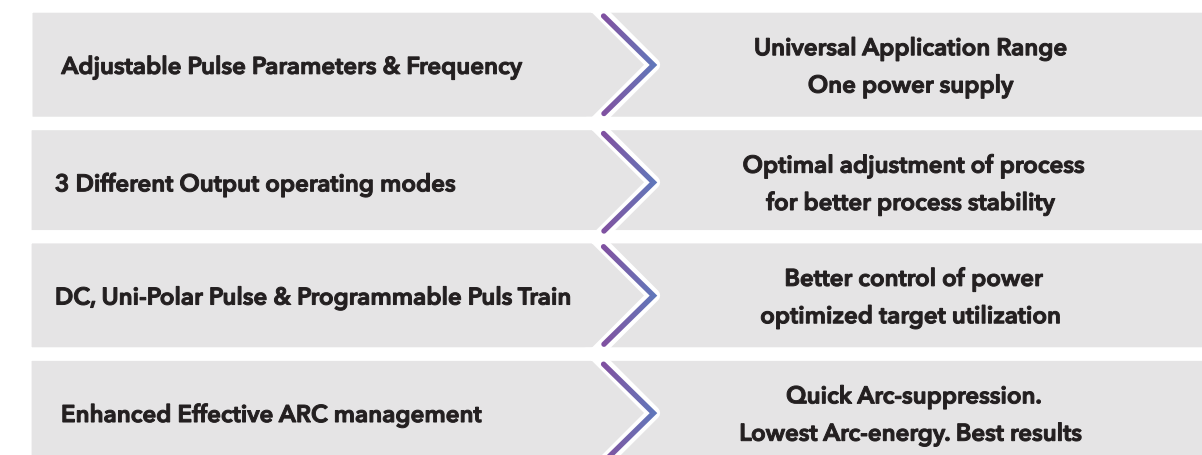 Adjustable Pulse Parameters & Frequency
Universal Application Range
One power supply
3 Different Output operating modes
Optimal adjustment of process
for better process stability
DC, Uni-Polar Pulse & Programmable Puls Train
Better control of power
optimized target utilization
Enhanced Effective ARC management
Quick Arc-suppression.
Lowest Arc-energy. Best results